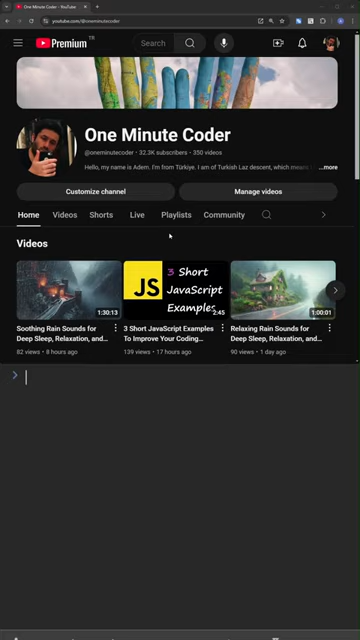 One Minute Coder - YouTube
youtube.com/@oneminutecoder
Premium TR
Search
One Minute Coder
@oneminutecoder • 32.3K subscribers • 350 videos
Hello, my name is Adem. I'm from Türkiye. I am of Turkish Laz descent, which means ...more
Customize channel
Manage videos
Home Videos Shorts Live Playlists Community
Videos
JS 3 Short JavaScript Examples
1:30:13
2:45
1:00:01
Soothing Rain Sounds for Deep Sleep, Relaxation, and...
82 views • 8 hours ago
3 Short JavaScript Examples To Improve Your Coding...
139 views • 17 hours ago
Relaxing Rain Sounds for Deep Sleep, Relaxation, and...
90 views • 1 day ago